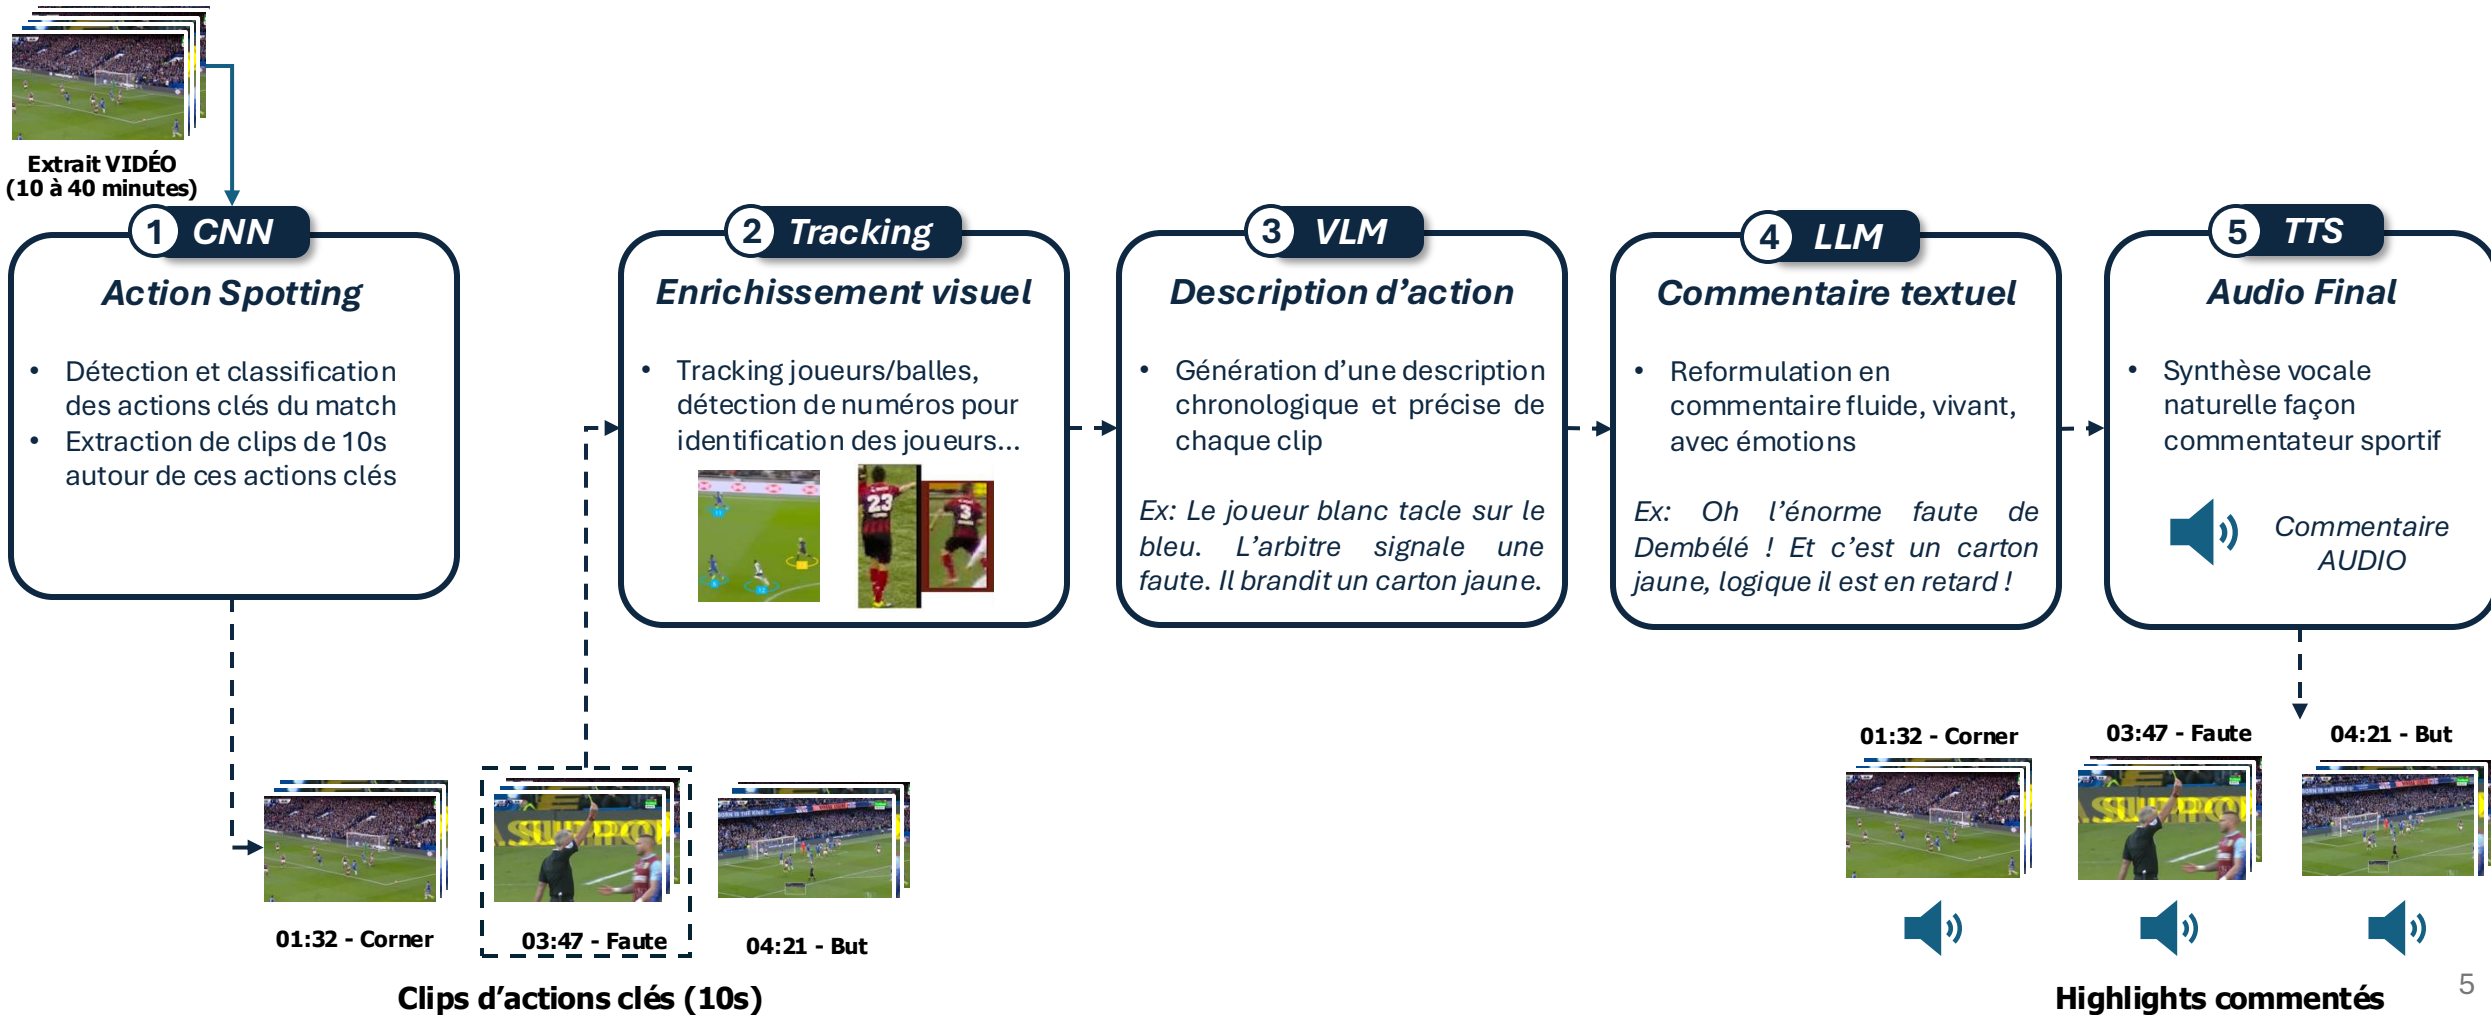 Extrait VIDÉO
(10 à 40 minutes)
1 CNN
Action Spotting
• Détection et classification
des actions clés du match
• Extraction de clips de 10s
autour de ces actions clés
2 Tracking
Enrichissement visuel
• Tracking joueurs/balles,
détection de numéros pour
identification des joueurs...
23
3
11
6
12
3 VLM
Description d'action
• Génération d'une description
chronologique et précise de
chaque clip
Ex: Le joueur blanc tacle sur le
bleu. L'arbitre signale une
faute. Il brandit un carton jaune.
4 LLM
Commentaire textuel
• Reformulation en
commentaire fluide, vivant,
avec émotions
Ex: Oh l'énorme faute de
Dembélé ! Et c'est un carton
jaune, logique il est en retard !
5 TTS
Audio Final
• Synthèse vocale
naturelle façon
commentateur sportif
Commentaire
AUDIO
01:32 - Corner
03:47 - Faute
04:21 - But
Clips d'actions clés (10s)
01:32 - Corner
03:47 - Faute
04:21 - But
Highlights commentés
5